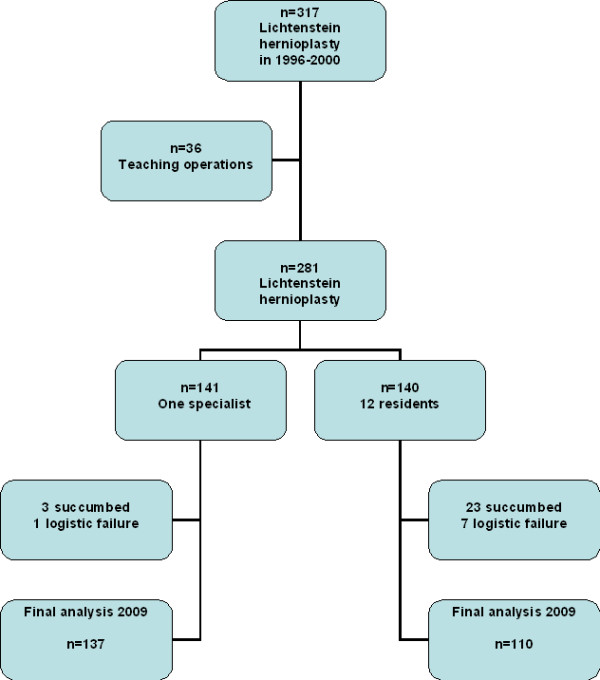 n=317
Lichtenstein
hernioplasty
in 1996-2000
n=36
Teaching operations
n=281
Lichtenstein
hernioplasty
n=141
One specialist
n=140
12 residents
3 succumbed
1 logistic failure
23 succumbed
7 logistic failure
Final analysis 2009
n=137
Final analysis 2009
n=110